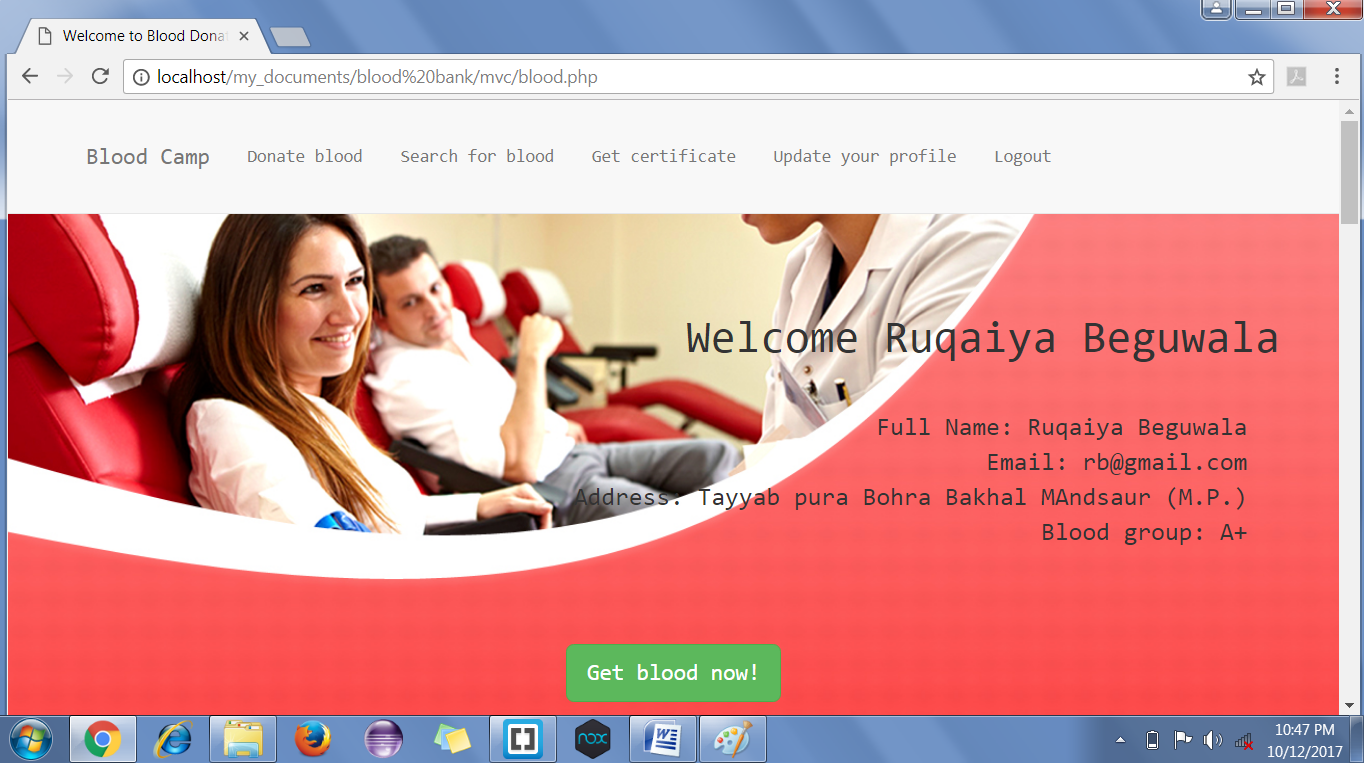 Welcome to Blood Dona
localhost/my_documents/blood%20bank/mvc/blood.php
Blood Camp Donate blood Search for blood Get certificate Update your profile Logout
Welcome Ruqaiya Beguwala
Full Name: Ruqaiya Beguwala
Email: rb@gmail.com
Address: Tayyab pura Bohra Bakhal MAndsaur (M.P.)
Blood group: A+
Get blood now!
nox
W
10:47 PM
10/12/2017